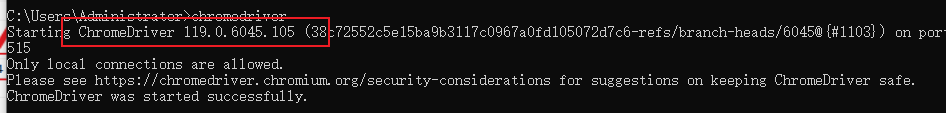 C:\Users\Administrator>chromedriver
Starting ChromeDriver 119.0.6045.105 (38c72552c5e15ba9b3117c0967a0fd105072d7c6-refs/branch-heads/6045@{#1103}) on por
515
Only local connections are allowed.
Please see https://chromedriver.chromium.org/security-considerations for suggestions on keeping ChromeDriver safe.
ChromeDriver was started successfully.